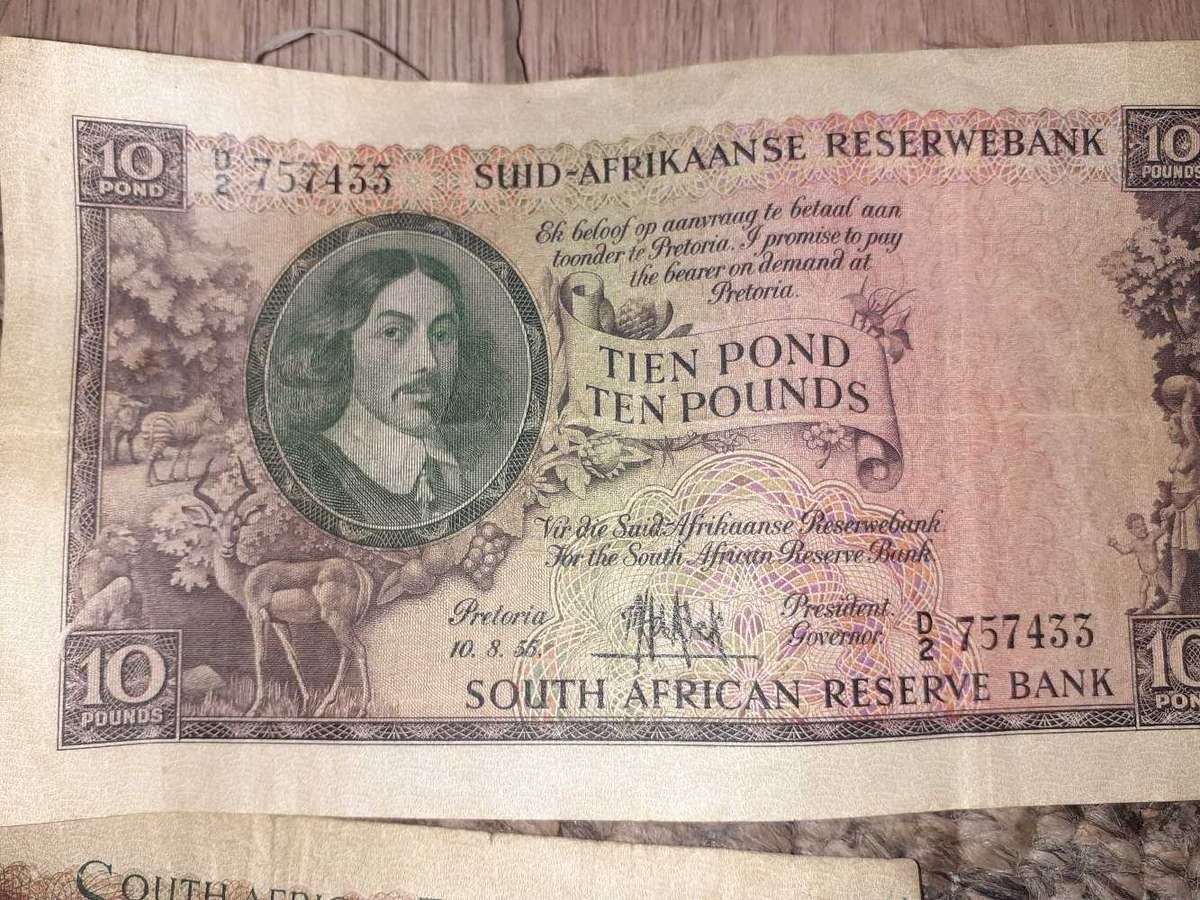 10
POND
D/2 757433
SUID-AFRIKAANSE RESERWEBANK
10
POUNDS
Ek beloof op aanvraag te betaal aan
toonder te Pretoria. I promise to pay
the bearer on demand at
Pretoria.
TIEN POND
TEN POUNDS
Vir die Suid-Afrikaanse Reserwebank
For the South African Reserve Bank
Pretoria
10. 8. 55.
President.
Governor.
D/2 757433
10
POUNDS
SOUTH AFRICAN RESERVE BANK
10
PON
SOUTH AFRIC